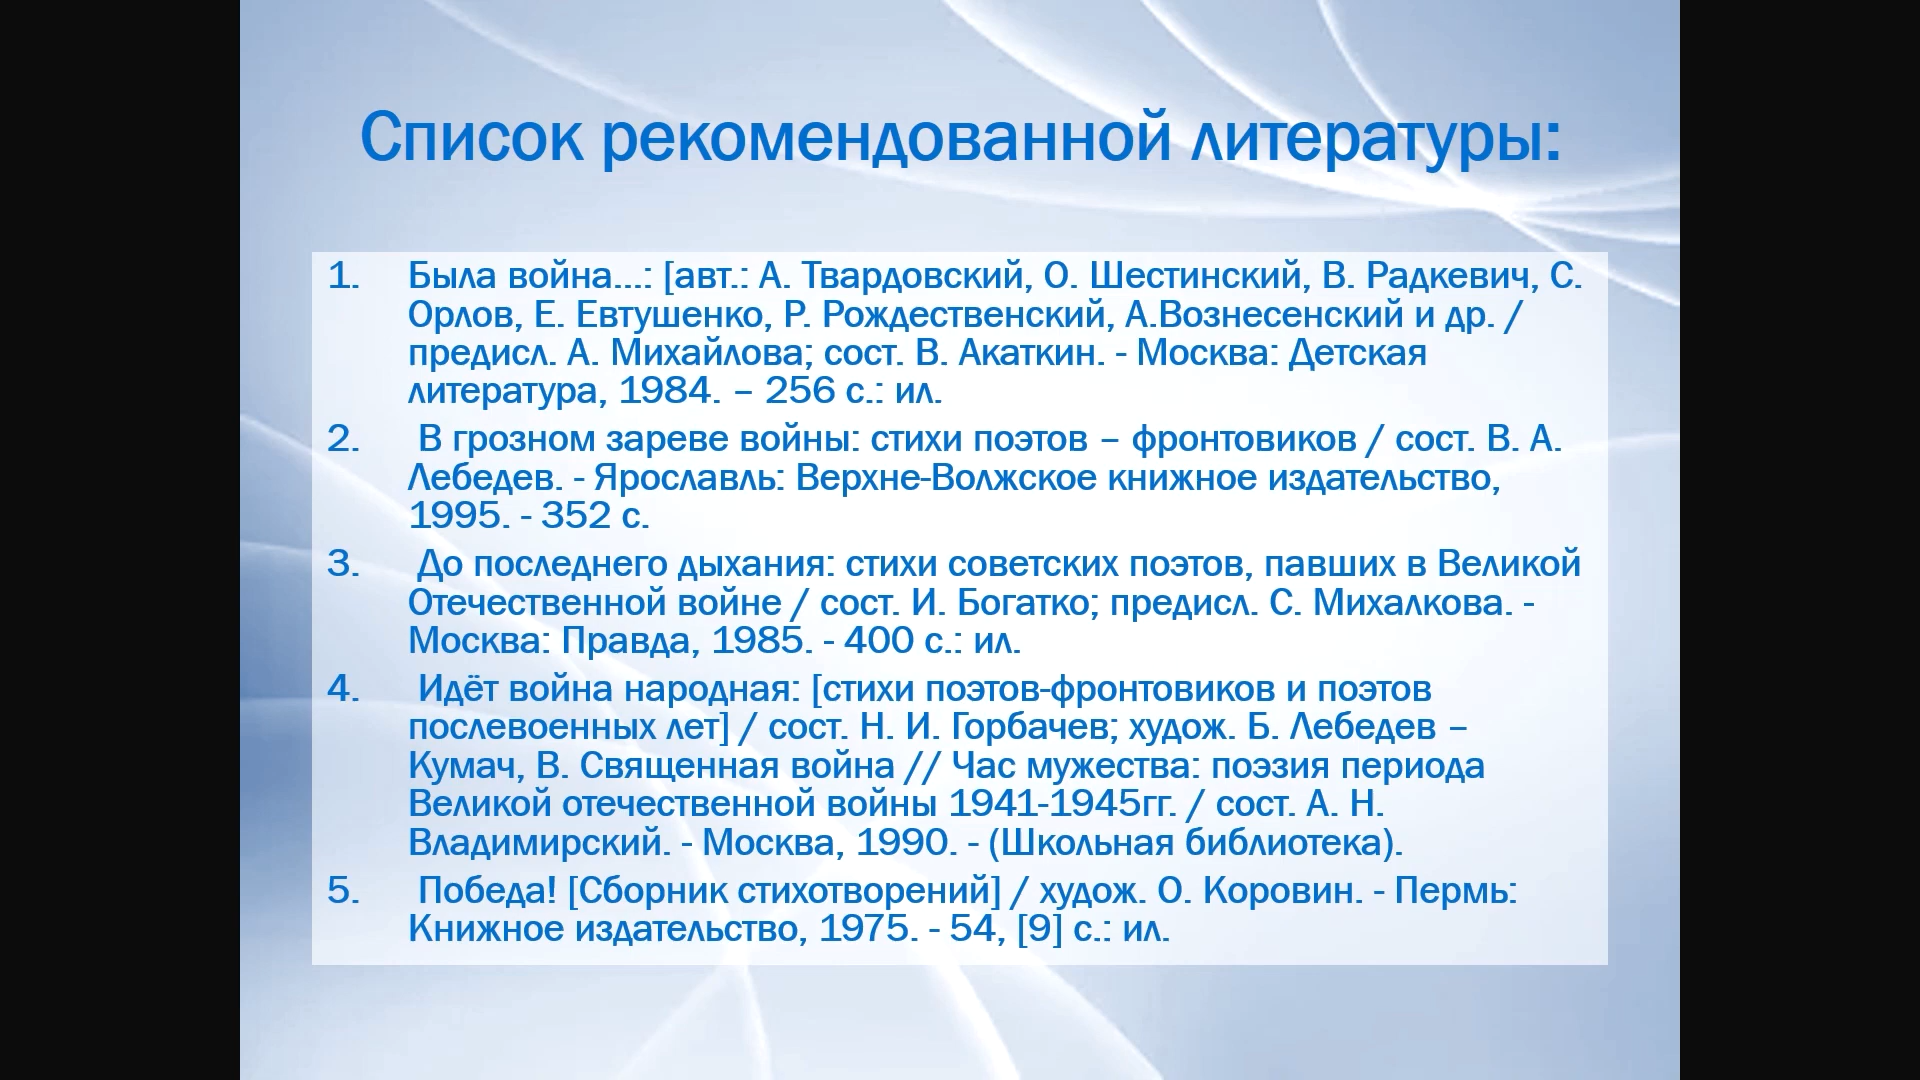 Список рекомендованной литературы:
1. Была война...: [авт.: А. Твардовский, О. Шестинский, В. Радкевич, С.
Орлов, Е. Евтушенко, Р. Рождественский, А.Вознесенский и др. /
предисл. А. Михайлова; сост. В. Акаткин. - Москва: Детская
литература, 1984. – 256 с.: ил.
2. В грозном зареве войны: стихи поэтов – фронтовиков / сост. В. А.
Лебедев. - Ярославль: Верхне-Волжское книжное издательство,
1995. - 352 с.
3. До последнего дыхания: стихи советских поэтов, павших в Великой
Отечественной войне / сост. И. Богатко; предисл. С. Михалкова. -
Москва: Правда, 1985. - 400 с.: ил.
4. Идёт война народная: [стихи поэтов-фронтовиков и поэтов
послевоенных лет] / сост. Н. И. Горбачев; худож. Б. Лебедев –
Кумач, В. Священная война // Час мужества: поэзия периода
Великой отечественной войны 1941-1945гг. / сост. А. Н.
Владимирский. - Москва, 1990. - (Школьная библиотека).
5. Победа! [Сборник стихотворений] / худож. О. Коровин. - Пермь:
Книжное издательство, 1975. - 54, [9] с.: ил.